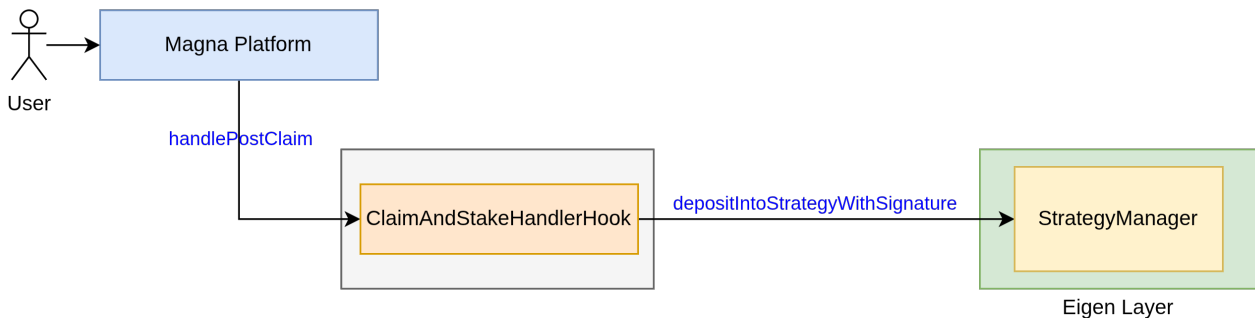 Magna Platform
User
handlePostClaim
ClaimAndStakeHandlerHook
depositIntoStrategyWithSignature
StrategyManager
Eigen Layer